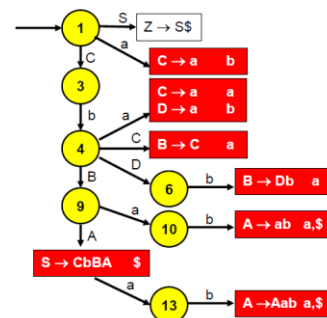 1
S
Z → S$
a
C → a b
C
3
b
C → a a
D → a b
a
4
C
B → C a
D
B
6
b
B → Db a
9
a
10
b
A → ab a,$
A
S → CbBA $
a
13
b
A →Aab a,$